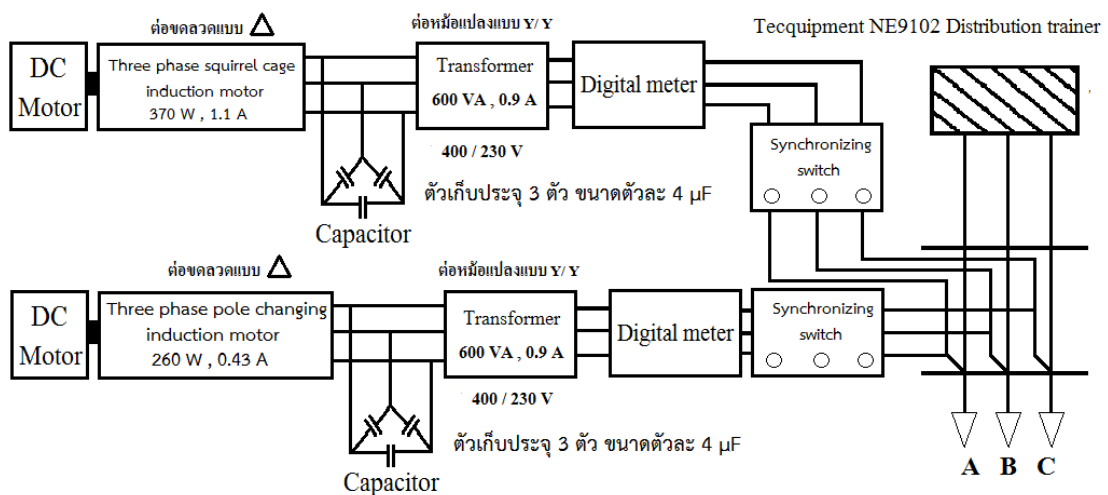 ต่อขดลวดแบบ
ต่อหม้อแปลงแบบ Y/ Y
Tecquipment NE9102 Distribution trainer
DC
Motor
Three phase squirrel cage
induction motor
370 W , 1.1 A
Transformer
600 VA , 0.9 A
Digital meter
400 / 230 V
Synchronizing
switch
ตัวเก็บประจุ 3 ตัว ขนาดตัวละ 4 µF
Capacitor
ต่อขดลวดแบบ
ต่อหม้อแปลงแบบ Y/ Y
DC
Motor
Three phase pole changing
induction motor
260 W , 0.43 A
Transformer
600 VA , 0.9 A
Digital meter
Synchronizing
switch
400 / 230 V
ตัวเก็บประจุ 3 ตัว ขนาดตัวละ 4 µF
Capacitor
A B C